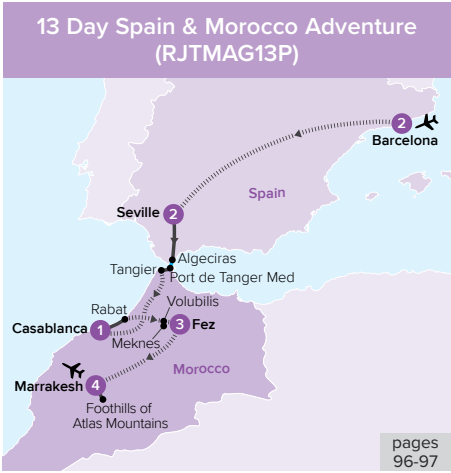 13 Day Spain & Morocco Adventure
(RJTMAG13P)
2
Barcelona
Spain
Seville
2
Algeciras
Tangier
Port de Tanger Med
Volubilis
Rabat
Casablanca
1
3
Fez
Meknes
Morocco
Marrakesh
4
Foothills of
Atlas Mountains
pages
96-97